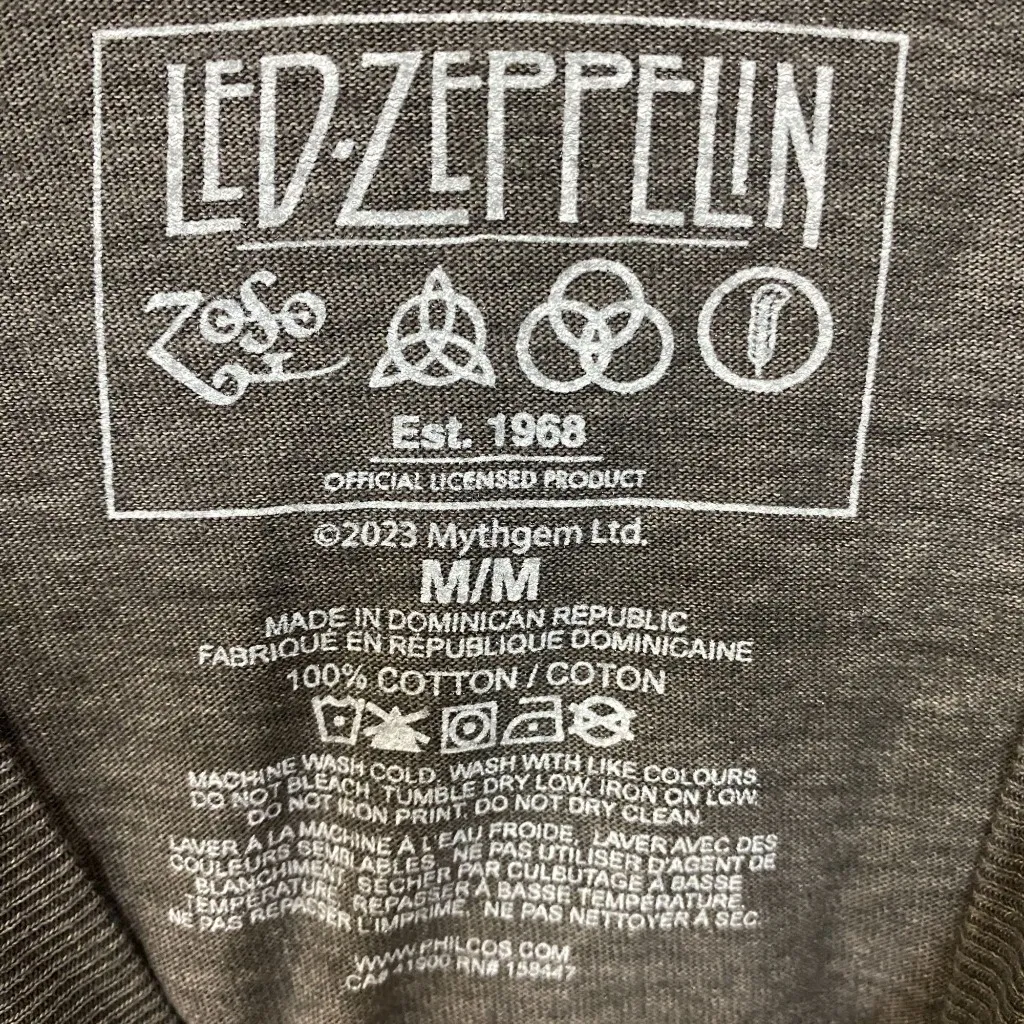 LED·ZEPPELIN
ZOSO
Est. 1968
OFFICIAL LICENSED PRODUCT
©2023 Mythgem Ltd.
M/M
MADE IN DOMINICAN REPUBLIC
FABRIQUÉ EN RÉPUBLIQUE DOMINICAINE
100% COTTON / COTON
MACHINE WASH COLD. WASH WITH LIKE COLOURS.
DO NOT BLEACH. TUMBLE DRY LOW. IRON ON LOW.
DO NOT IRON PRINT. DO NOT DRY CLEAN.
LAVER À LA MACHINE À L'EAU FROIDE. LAVER AVEC DES
COULEURS SEMBLABLES. NE PAS UTILISER D'AGENT DE
BLANCHIMENT. SÉCHER PAR CULBUTAGE À BASSE
TEMPÉRATURE. REPASSER À BASSE TEMPÉRATURE.
NE PAS REPASSER L'IMPRIMÉ. NE PAS NETTOYER À SEC.
WWW.PHILCOS.COM
CA# 41900 RN# 158447